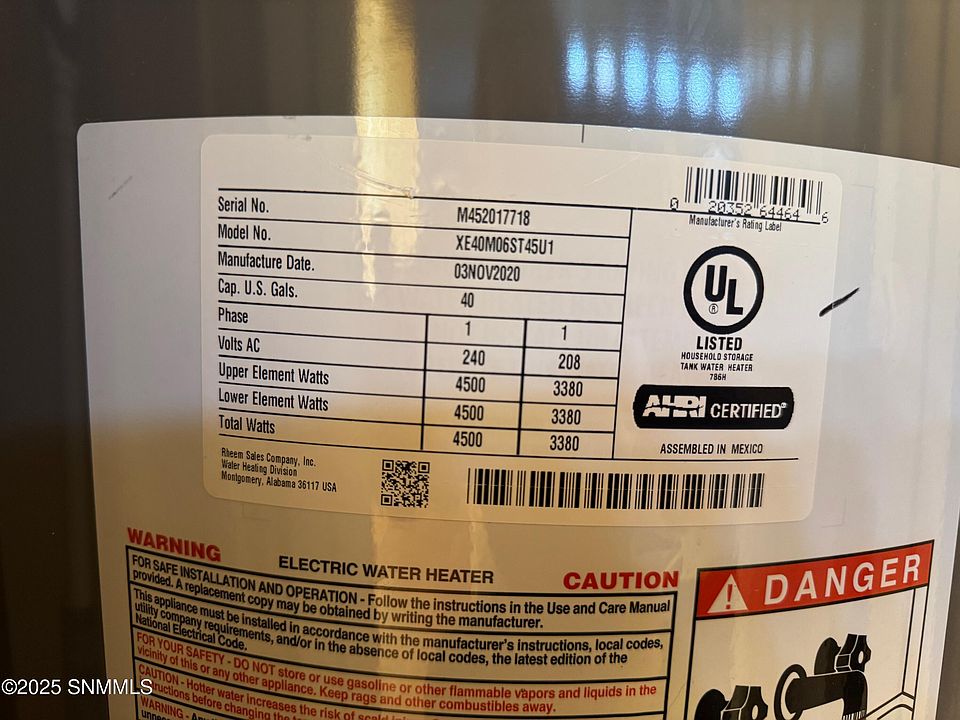 0 20352 64464 6
Manufacturer's Rating Label
Serial No. M452017718
Model No. XE40M06ST45U1
Manufacture Date. 03NOV2020
Cap. U.S. Gals. 40
Phase 1 1
Volts AC 240 208
Upper Element Watts 4500 3380
Lower Element Watts 4500 3380
Total Watts 4500 3380
UL
®
LISTED
HOUSEHOLD STORAGE
TANK WATER HEATER
786H
AHRI CERTIFIED
ASSEMBLED IN MEXICO
Rheem Sales Company, Inc.
Water Heating Division
Montgomery, Alabama 36117 USA
WARNING ELECTRIC WATER HEATER CAUTION
FOR SAFE INSTALLATION AND OPERATION - Follow the instructions in the Use and Care Manual
provided. A replacement copy may be obtained by writing the manufacturer.
This appliance must be installed in accordance with the manufacturer's instructions, local codes,
utility company requirements, and/or in the absence of local codes, the latest edition of the
National Electrical Code.
FOR YOUR SAFETY - DO NOT store or use gasoline or other flammable vapors and liquids in the
vicinity of this or any other appliance. Keep rags and other combustibles away.
CAUTION - Hotter water increases the risk of scald
instructions before changing the
WARNING - 
DANGER
©2025 SNMMLS